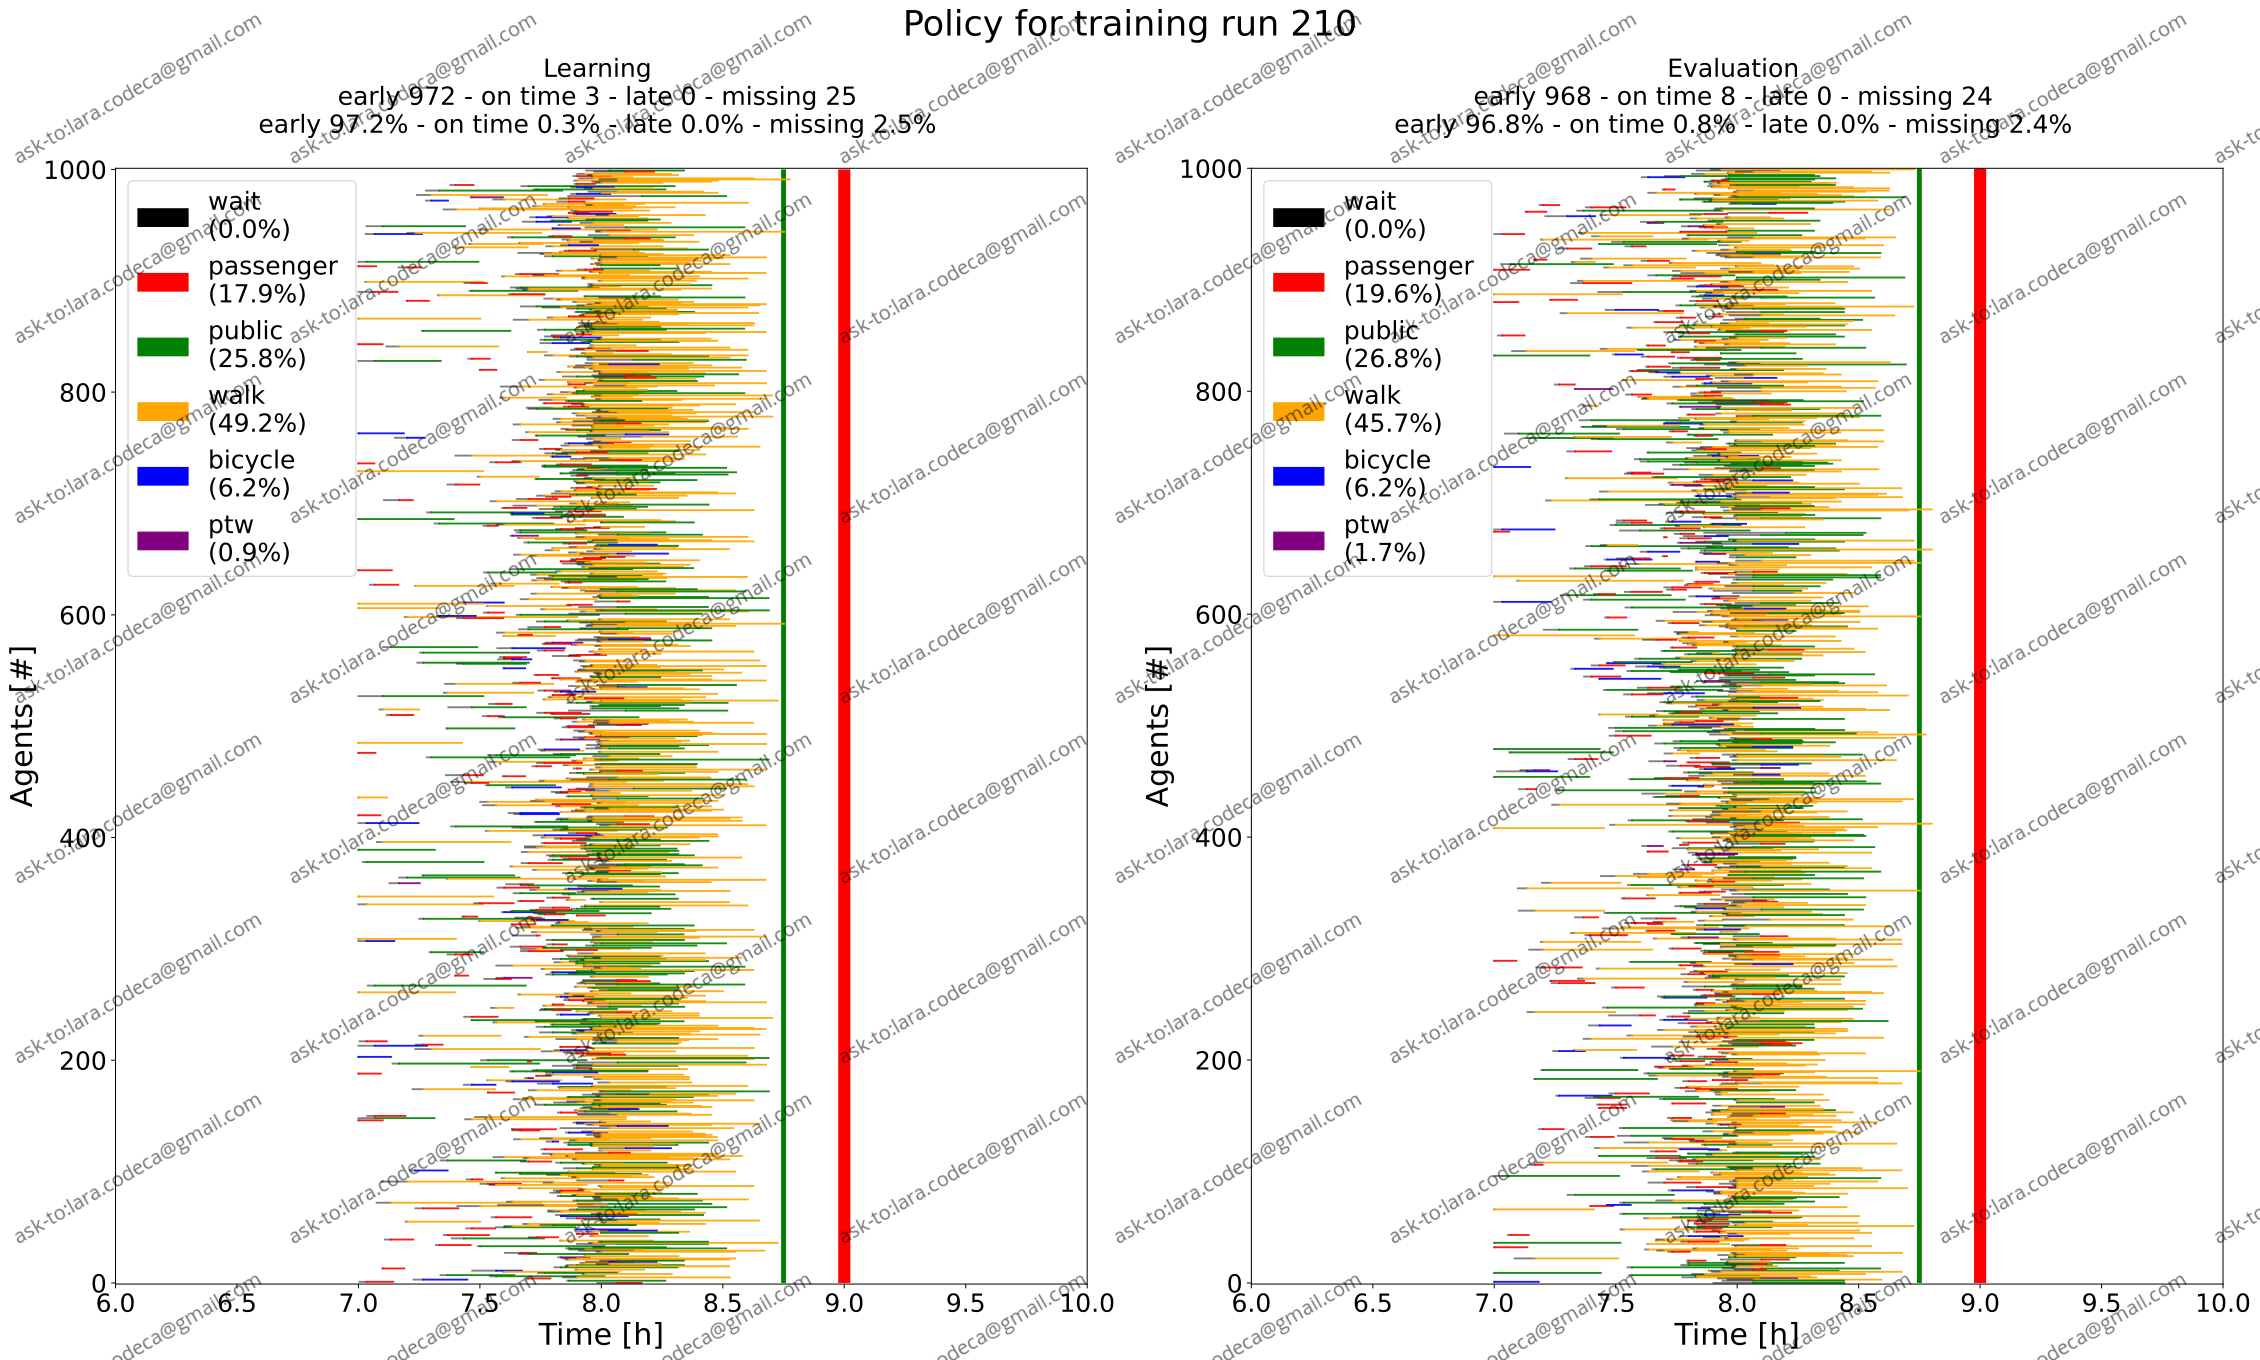 Policy for training run 210
Learning
early 972 - on time 3 - late 0 - missing 25
early 97.2% - on time 0.3% - late 0.0% - missing 2.5%
1000
800
600
400
200
0
Agents [#]
wait
(0.0%)
passenger
(17.9%)
public
(25.8%)
walk
(49.2%)
bicycle
(6.2%)
ptw
(0.9%)
6.0 6.5 7.0 7.5 8.0 8.5 9.0 9.5 10.0
Time [h]
Evaluation
early 968 - on time 8 - late 0 - missing 24
early 96.8% - on time 0.8% - late 0.0% - missing 2.4%
1000
800
600
400
200
0
Agents [#]
wait
(0.0%)
passenger
(19.6%)
public
(26.8%)
walk
(45.7%)
bicycle
(6.2%)
ptw
(1.7%)
6.0 6.5 7.0 7.5 8.0 8.5 9.0 9.5 10.0
Time [h]
ask-to:lara.codeca@gmail.com